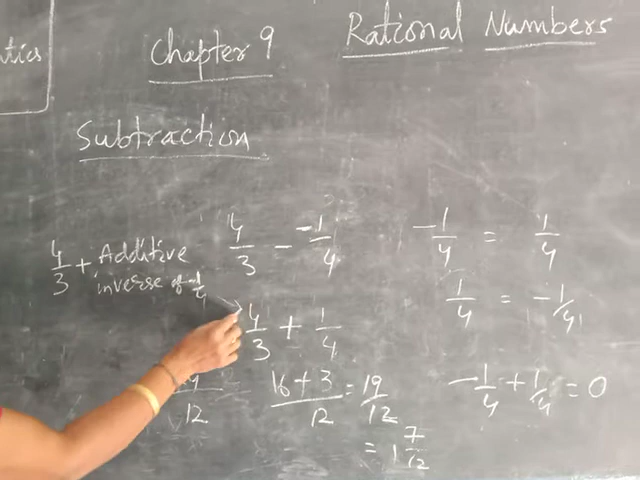 tics
Chapter 9
Rational Numbers
Subtraction
4/3 + Additive inverse of -1/4
4/3 - -1/4
4/3 + 1/4
16+3/12 = 19/12
= 1 7/12
12
-1/4 = 1/4
1/4 = -1/4
-1/4 + 1/4 = 0